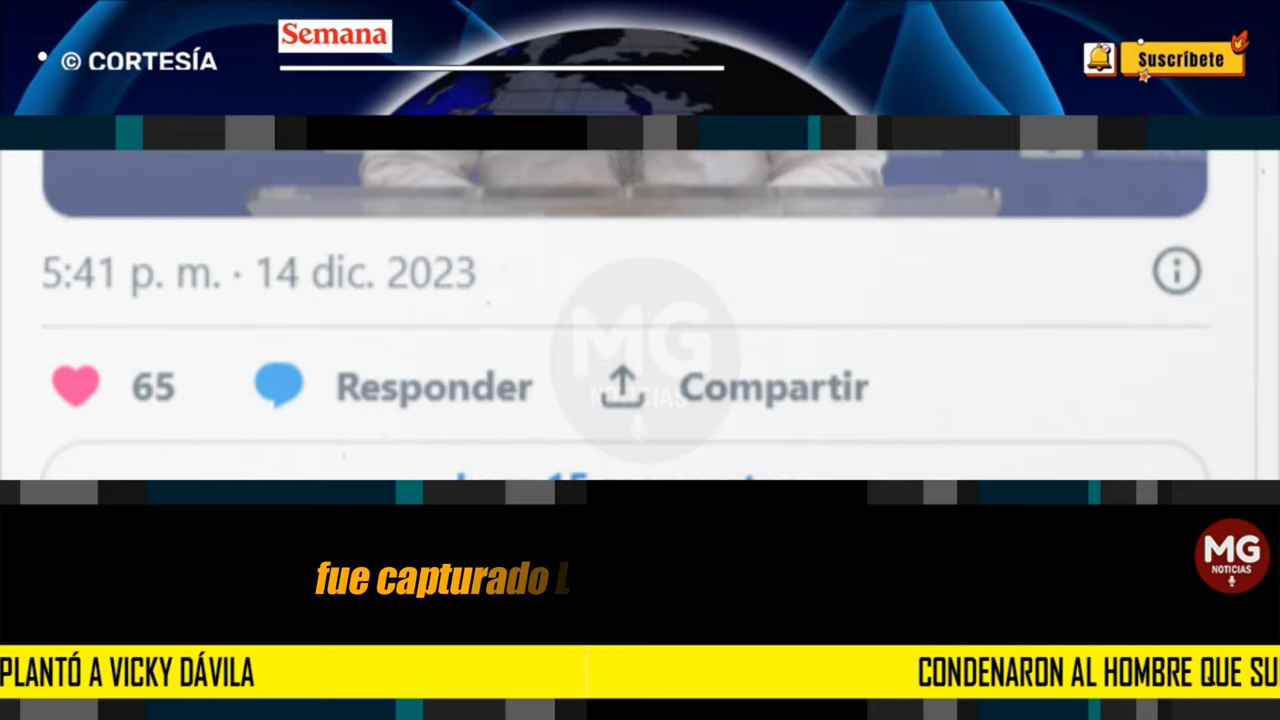 © CORTESÍA
Semana
Suscríbete
5:41 p. m. · 14 dic. 2023
65 Responder Compartir
MG
NOTICIAS
fue capturado L
MG
NOTICIAS
PLANTÓ A VICKY DÁVILA
CONDENARON AL HOMBRE QUE SU